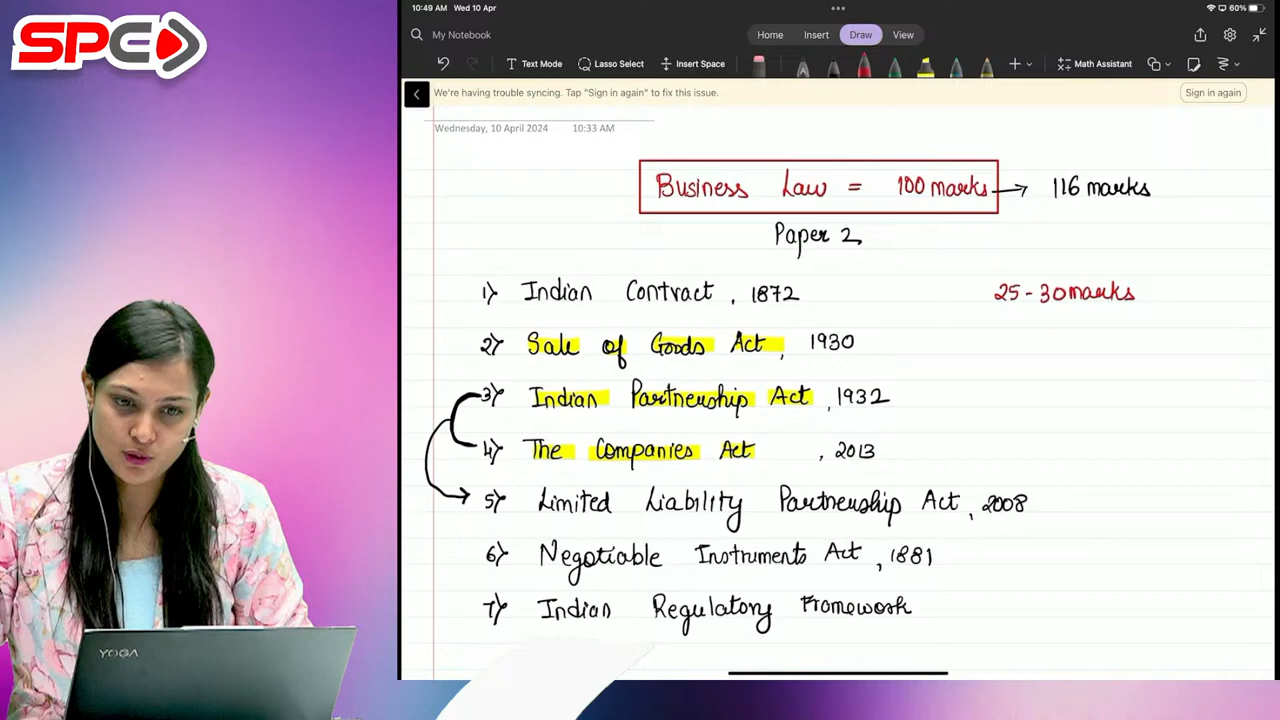 SPC
10:49 AM Wed 10 Apr
60%
My Notebook
Home Insert Draw View
Text Mode Lasso Select Insert Space Math Assistant
We're having trouble syncing. Tap "Sign in again" to fix this issue. Sign in again
Wednesday, 10 April 2024 10:33 AM
Business Law = 100 marks → 116 marks
Paper 2
1) Indian Contract, 1872 25-30marks
2) Sale of Goods Act, 1930
3) Indian Partnership Act, 1932
4) The Companies Act, 2013
5) Limited Liability Partnership Act, 2008
6) Negotiable Instruments Act, 1881
7) Indian Regulatory Framework
YOGA